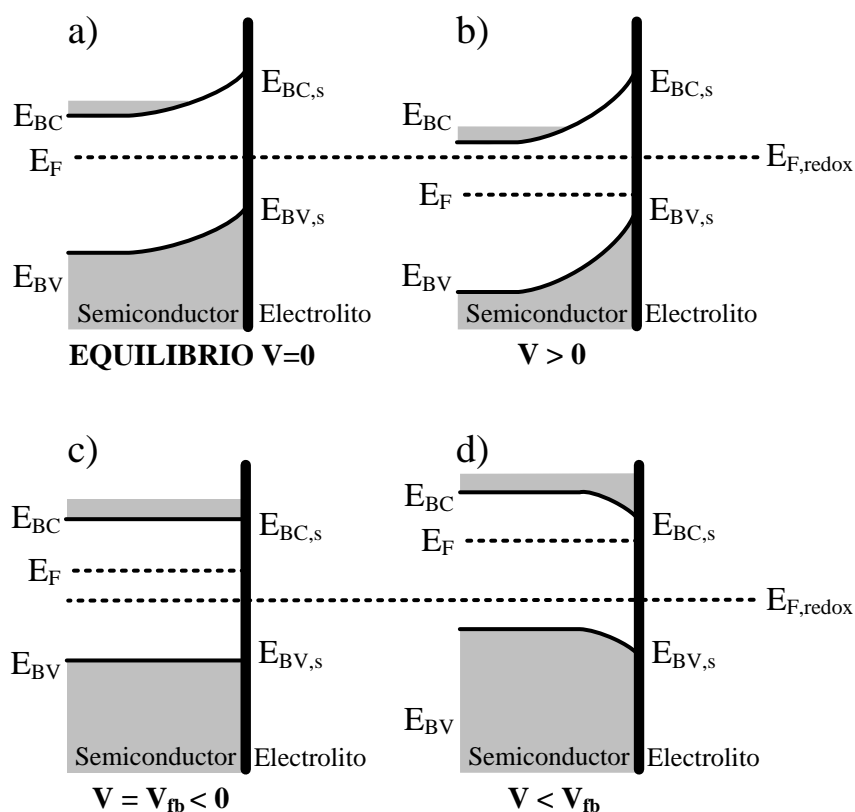 a)
E_BC
E_F
E_BV
E_BC,s
E_BV,s
Semiconductor
Electrolito
EQUILIBRIO V=0
b)
E_BC
E_F
E_BV
E_BC,s
E_F,redox
E_BV,s
Semiconductor
Electrolito
V > 0
c)
E_BC
E_F
E_BV
E_BC,s
E_BV,s
Semiconductor
Electrolito
V = V_fb < 0
d)
E_BC
E_F
E_BV
E_BC,s
E_F,redox
E_BV,s
Semiconductor
Electrolito
V < V_fb